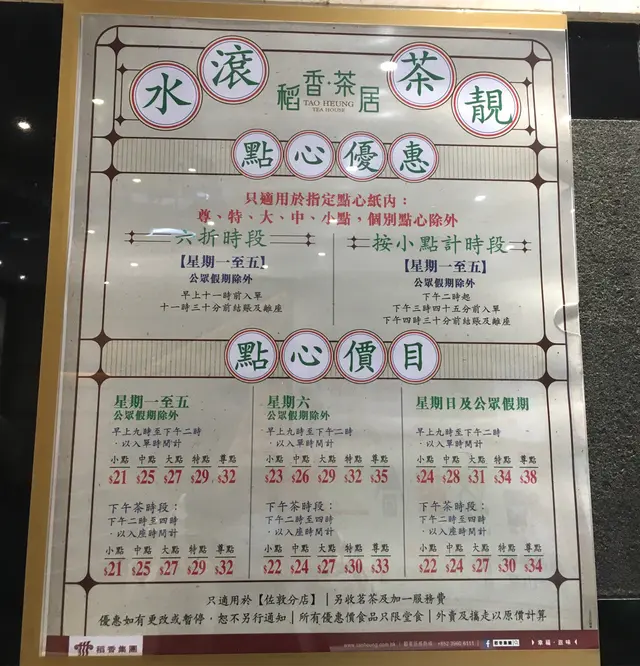 水滾茶靚
稻香·茶居
TAO HEUNG
TEA HOUSE
點心優惠
只適用於指定點心紙內：
尊、特、大、中、小點，個別點心除外
六折時段
【星期一至五】
公眾假期除外
早上十一時前入單
十一時三十分前結賬及離座
按小點計時段
【星期一至五】
公眾假期除外
下午二時起
下午三時四十五分前入單
下午四時三十分前結賬及離座
點心價目
星期一至五
公眾假期除外
早上九時至下午二時
·以入單時間計
小點 中點 大點 特點 尊點
$21 $25 $27 $29 $32
下午茶時段：
下午二時至四時
·以入座時間計
小點 中點 大點 特點 尊點
$21 $25 $27 $29 $32
星期六
公眾假期除外
早上九時至下午二時
·以入單時間計
小點 中點 大點 特點 尊點
$23 $26 $29 $32 $35
下午茶時段：
下午二時至四時
·以入座時間計
小點 中點 大點 特點 尊點
$22 $24 $27 $30 $33
星期日及公眾假期
早上九時至下午二時
·以入單時間計
小點 中點 大點 特點 尊點
$24 $28 $31 $34 $38
下午茶時段：
下午二時至四時
·以入座時間計
小點 中點 大點 特點 尊點
$22 $24 $27 $30 $34
只適用於【佐敦分店】｜另收茗茶及加一服務費
優惠如有更改或暫停，恕不另行通知｜所有優惠價食品只限堂食｜外賣及攜走以原價計算
稻香集團
www.taoheung.com.hk
稻香集團
幸福·在味